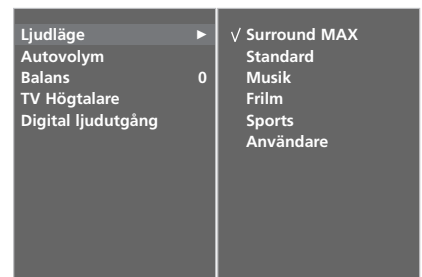 Ljudläge ►
Autovolym
Balans 0
TV Högtalare
Digital ljudutgång
√ Surround MAX
Standard
Musik
Frilm
Sports
Användare